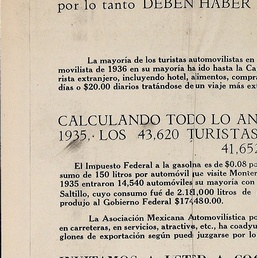 por lo tanto DEBEN HABER
La mayoría de los turistas automovilistas en
movilista de 1936 en su mayoría ha ido hasta la Ca
rista extranjero, incluyendo hotel, alimentos, compra
días o $20.00 diarios tratándose de un viaje más ex
CALCULANDO TODO LO AN
1935, LOS 43,620 TURISTAS
41,652
El Impuesto Federal a la gasolina es de $0.08 po
sumo de 150 litros por automóvil que visite Monter
1935 entraron 14,540 automóviles su mayoría con
Saltillo, cuyo consumo fué de 2.181,000 litros de
produjo al Gobierno Federal $174,480.00.
La Asociación Mexicana Automovilística po
en carreteras, en servicios, atractivo, etc., ha coadyu
glones de exportación según puede juzgarse por lo